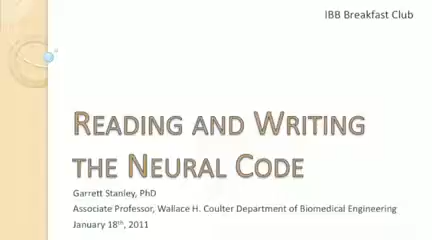 IBB Breakfast Club
READING AND WRITING
THE NEURAL CODE
Garrett Stanley, PhD
Associate Professor, Wallace H. Coulter Department of Biomedical Engineering
January 18th, 2011